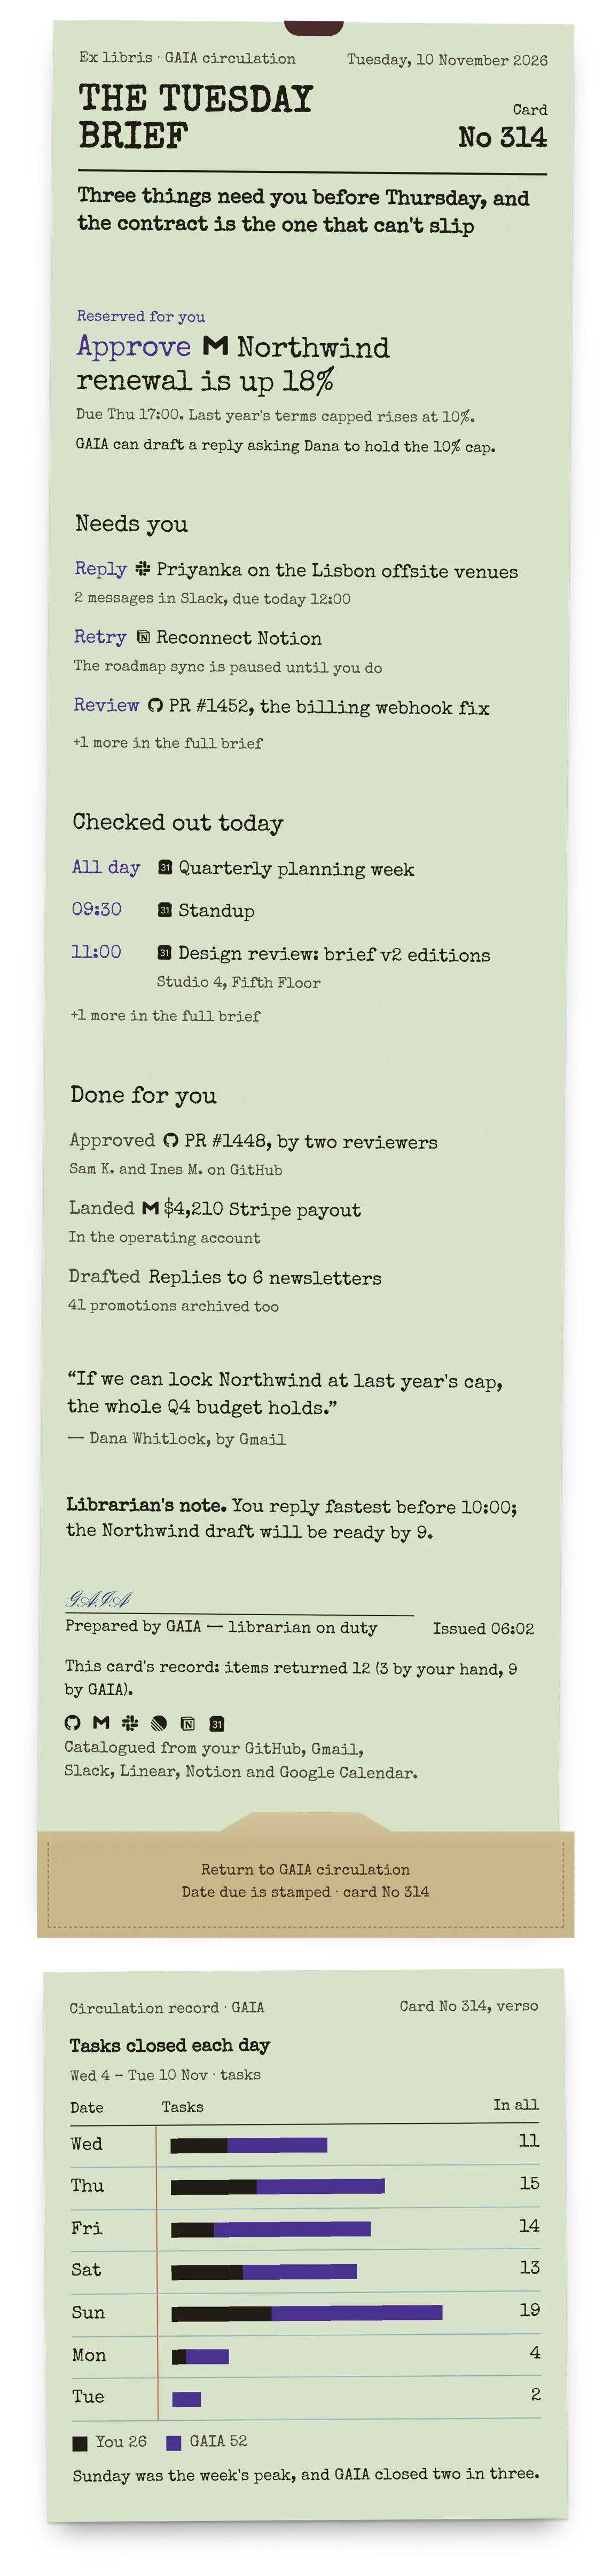 Ex libris · GAIA circulation
Tuesday, 10 November 2026
THE TUESDAY
BRIEF
Card
No 314
Three things need you before Thursday, and
the contract is the one that can't slip
Reserved for you
Approve Northwind
renewal is up 18%
Due Thu 17:00. Last year's terms capped rises at 10%.
GAIA can draft a reply asking Dana to hold the 10% cap.
Needs you
Reply Priyanka on the Lisbon offsite venues
2 messages in Slack, due today 12:00
Retry Reconnect Notion
The roadmap sync is paused until you do
Review PR #1452, the billing webhook fix
+1 more in the full brief
Checked out today
All day 31 Quarterly planning week
09:30 31 Standup
11:00 31 Design review: brief v2 editions
Studio 4, Fifth Floor
+1 more in the full brief
Done for you
Approved PR #1448, by two reviewers
Sam K. and Ines M. on GitHub
Landed $4,210 Stripe payout
In the operating account
Drafted Replies to 6 newsletters
41 promotions archived too
“If we can lock Northwind at last year's cap,
the whole Q4 budget holds.”
— Dana Whitlock, by Gmail
Librarian's note. You reply fastest before 10:00;
the Northwind draft will be ready by 9.
GAIA
Prepared by GAIA — librarian on duty
Issued 06:02
This card's record: items returned 12 (3 by your hand, 9
by GAIA).
31
Catalogued from your GitHub, Gmail,
Slack, Linear, Notion and Google Calendar.
Return to GAIA circulation
Date due is stamped · card No 314
Circulation record · GAIA
Card No 314, verso
Tasks closed each day
Wed 4 – Tue 10 Nov · tasks
Date Tasks In all
Wed 11
Thu 15
Fri 14
Sat 13
Sun 19
Mon 4
Tue 2
You 26 GAIA 52
Sunday was the week's peak, and GAIA closed two in three.